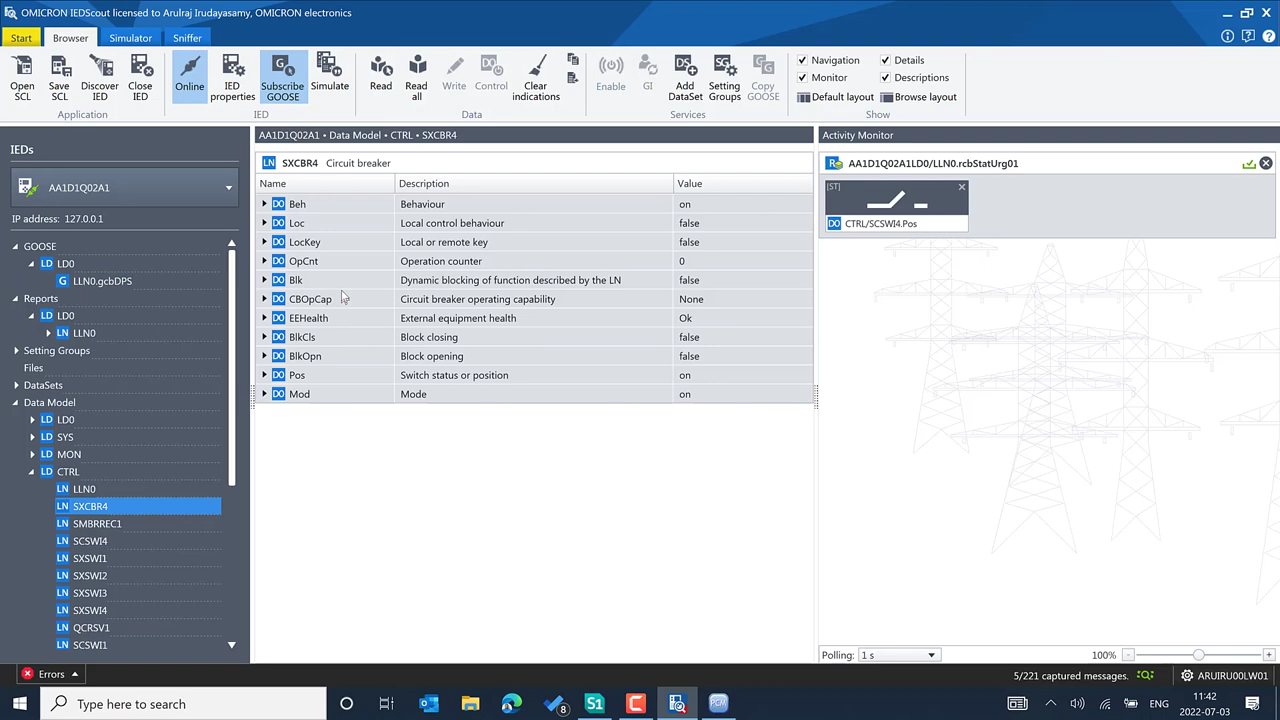 OMICRON IEDScout licensed to Arulraj Irudayasamy, OMICRON electronics
Start
Browser
Simulator
Sniffer
Open SCL
Save SCL
Discover IED
Close IED
Application
Online
IED properties
Subscribe GOOSE
Simulate
IED
Read
Read all
Write
Control
Clear indications
Data
Enable
GI
Add DataSet
Setting Groups
Copy GOOSE
Services
Navigation
Details
Monitor
Descriptions
Default layout
Browse layout
Show
IEDs
AA1D1Q02A1
IP address: 127.0.0.1
GOOSE
LD LD0
G LLN0.gcbDPS
Reports
LD LD0
LN LLN0
Setting Groups
Files
DataSets
Data Model
LD LD0
LD SYS
LD MON
LD CTRL
LN LLN0
LN SXCBR4
LN SMBRREC1
LN SCSWI4
LN SXSWI1
LN SXSWI2
LN SXSWI3
LN SXSWI4
LN QCRSV1
LN SCSWI1
AA1D1Q02A1 • Data Model • CTRL • SXCBR4
LN SXCBR4 Circuit breaker
Name Description Value
DO Beh Behaviour on
DO Loc Local control behaviour false
DO LocKey Local or remote key false
DO OpCnt Operation counter 0
DO Blk Dynamic blocking of function described by the LN false
DO CBOpCap Circuit breaker operating capability None
DO EEHealth External equipment health Ok
DO BlkCls Block closing false
DO BlkOpn Block opening false
DO Pos Switch status or position on
DO Mod Mode on
Activity Monitor
AA1D1Q02A1LD0/LLN0.rcbStatUrg01
[ST]
DO CTRL/SCSWI4.Pos
Polling: 1 s
100%
Errors
5/221 captured messages.
ARUIRU00LW01
Type here to search
8
S1
PCM
ENG
11:42
2022-07-03